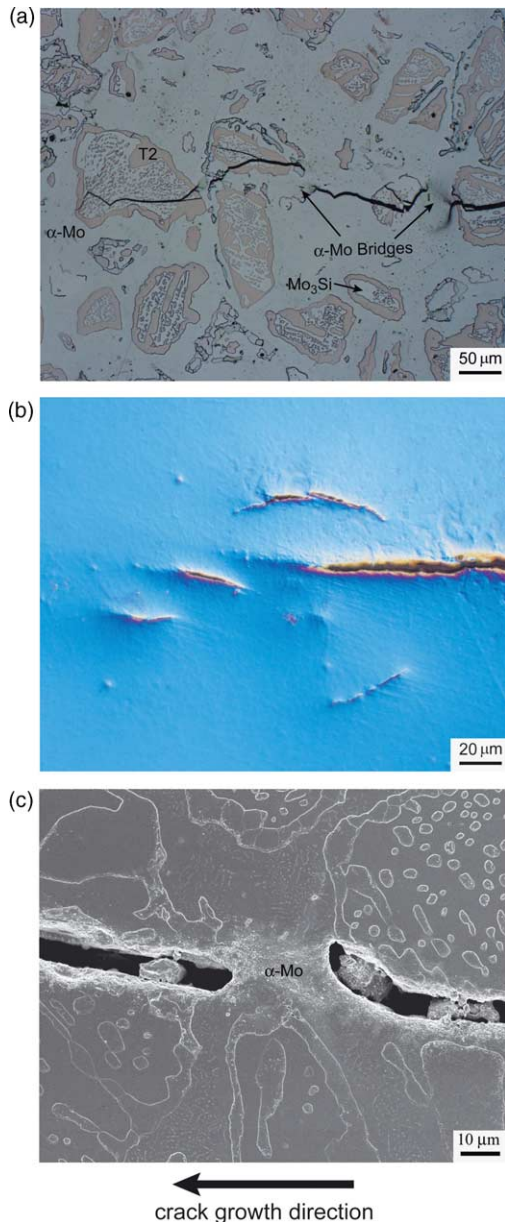 (a)
T2
α-Mo
α-Mo Bridges
Mo₃Si
50 μm
(b)
20 μm
(c)
α-Mo
10 μm
crack growth direction